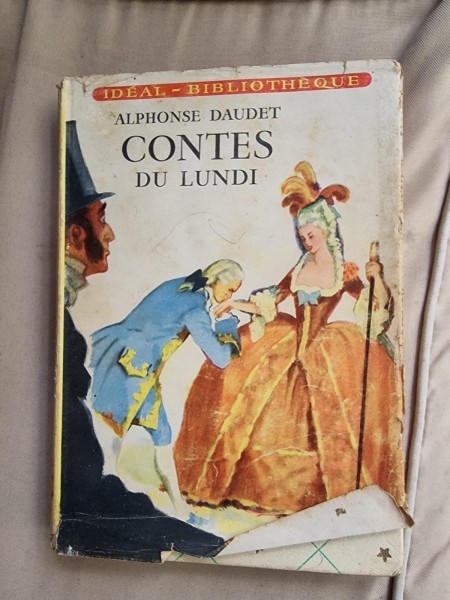 IDÉAL-BIBLIOTHÈQUE
ALPHONSE DAUDET
CONTES
DU LUNDI